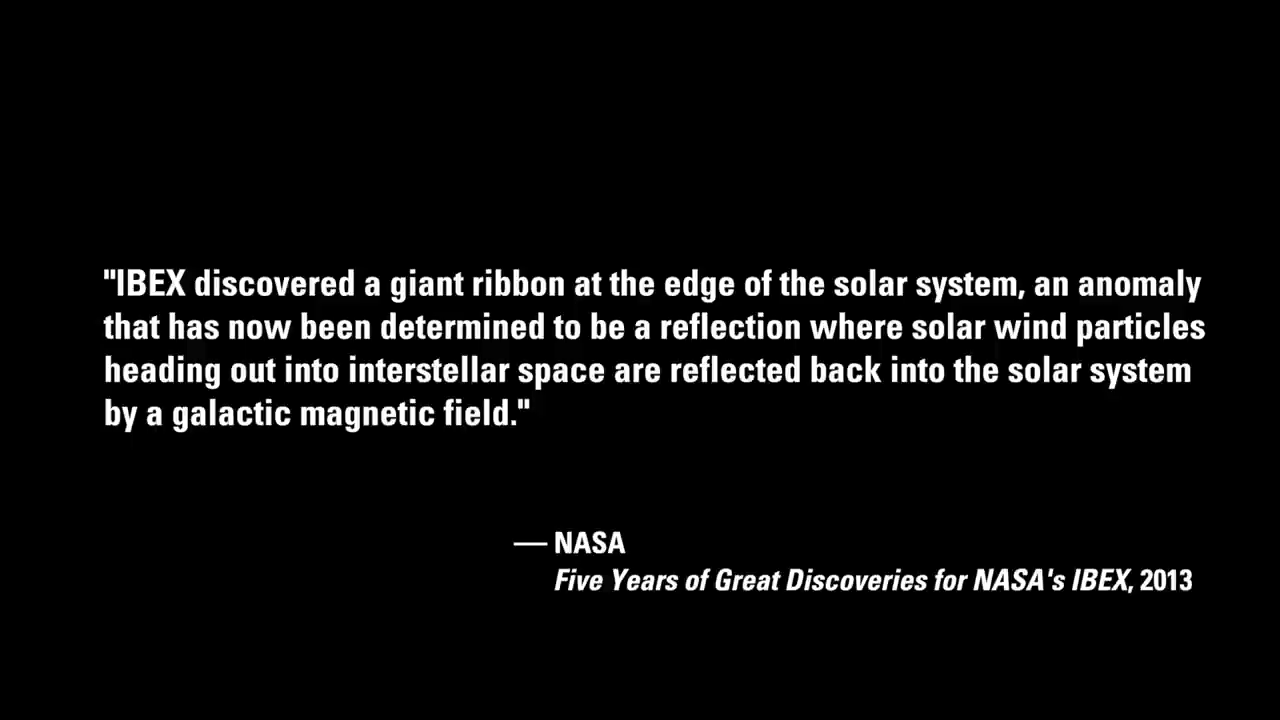 "IBEX discovered a giant ribbon at the edge of the solar system, an anomaly
that has now been determined to be a reflection where solar wind particles
heading out into interstellar space are reflected back into the solar system
by a galactic magnetic field."
— NASA
Five Years of Great Discoveries for NASA's IBEX, 2013